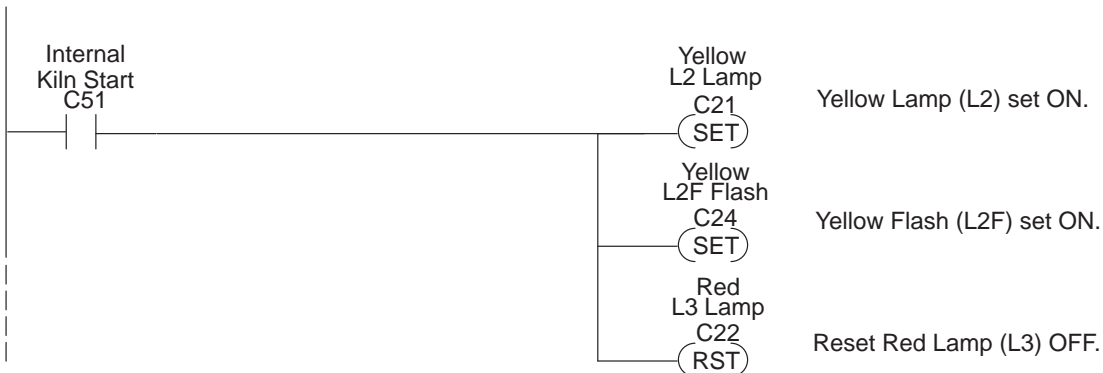 Internal
Kiln Start
C51
Yellow
L2 Lamp
C21
SET
Yellow Lamp (L2) set ON.
Yellow
L2F Flash
C24
SET
Yellow Flash (L2F) set ON.
Red
L3 Lamp
C22
RST
Reset Red Lamp (L3) OFF.